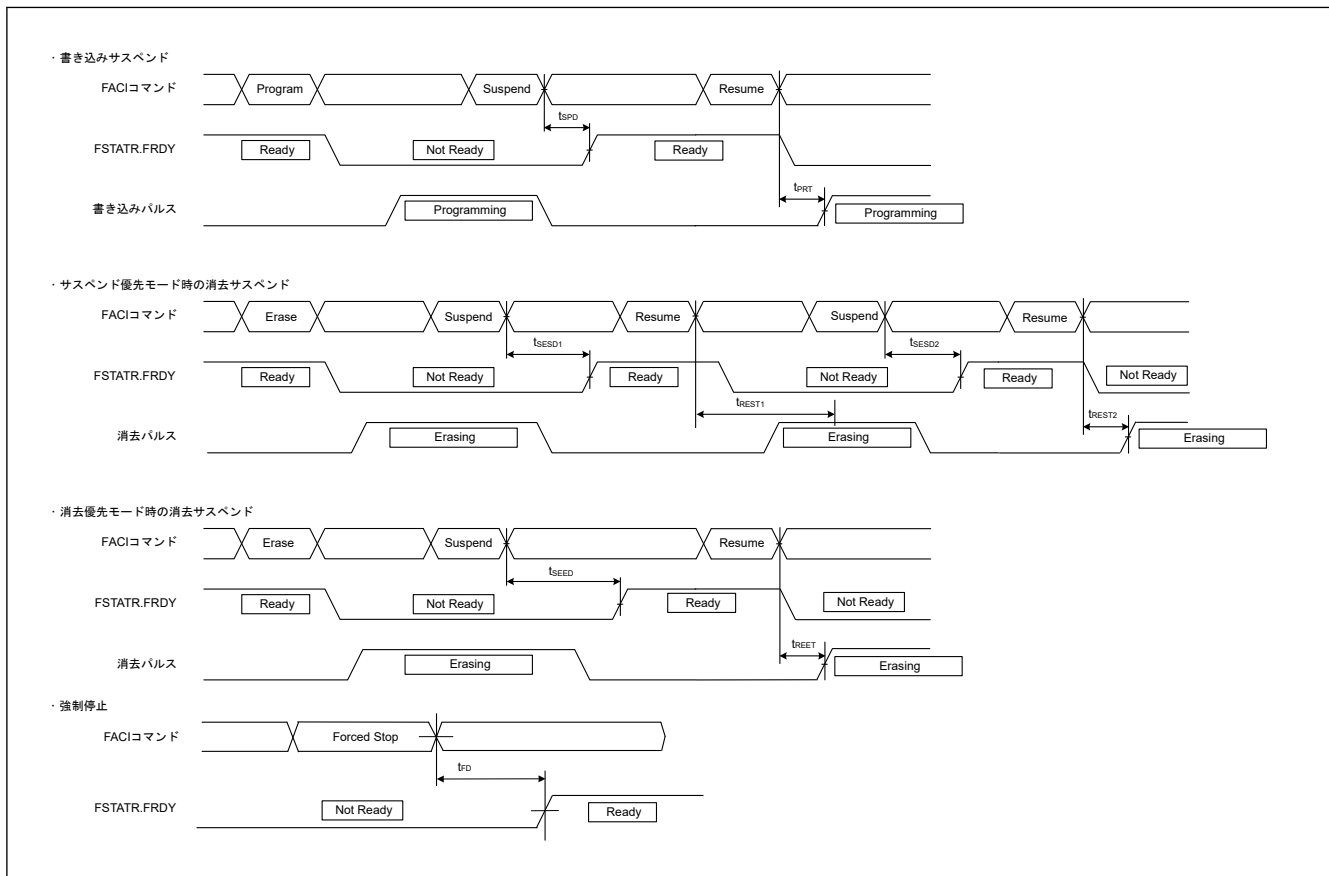 ・書き込みサスペンド
FACIコマンド Program Suspend Resume
tSPD
FSTATR.FRDY Ready Not Ready Ready
tPRT
書き込みパルス Programming Programming
・サスペンド優先モード時の消去サスペンド
FACIコマンド Erase Suspend Resume Suspend Resume
tSESD1 tSESD2
FSTATR.FRDY Ready Not Ready Ready Not Ready Ready Not Ready
tREST1 tREST2
消去パルス Erasing Erasing Erasing
・消去優先モード時の消去サスペンド
FACIコマンド Erase Suspend Resume
tSEED
FSTATR.FRDY Ready Not Ready Ready Not Ready
tREET
消去パルス Erasing Erasing
・強制停止
FACIコマンド Forced Stop
tFD
FSTATR.FRDY Not Ready Ready